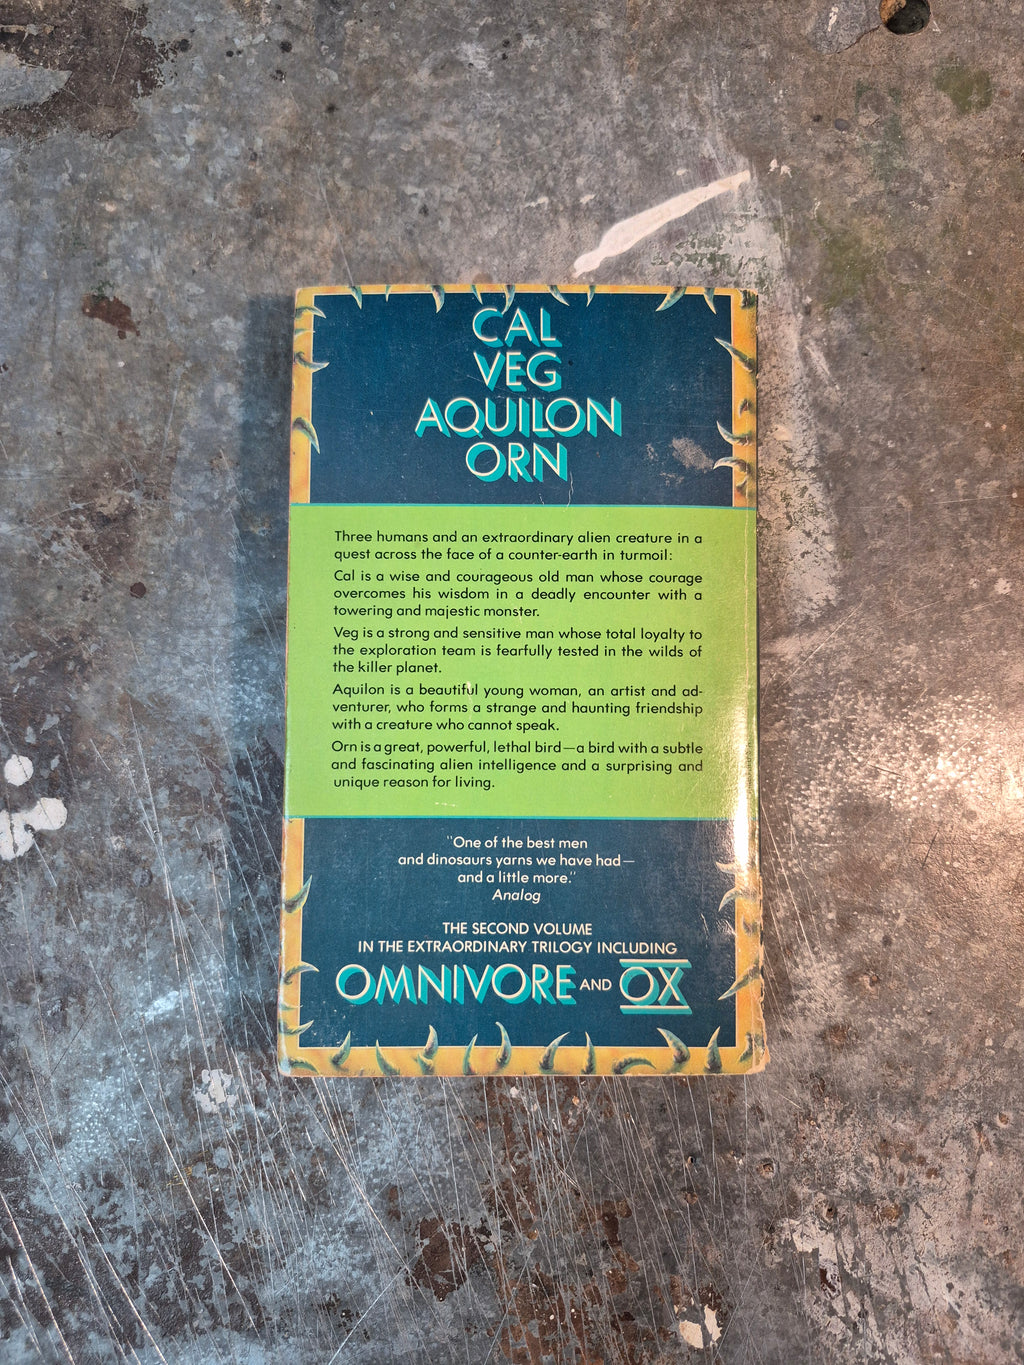 CAL
VEG
AQUILON
ORN
Three humans and an extraordinary alien creature in a
quest across the face of a counter-earth in turmoil:
Cal is a wise and courageous old man whose courage
overcomes his wisdom in a deadly encounter with a
towering and majestic monster.
Veg is a strong and sensitive man whose total loyalty to
the exploration team is fearfully tested in the wilds of
the killer planet.
Aquilon is a beautiful young woman, an artist and ad-
venturer, who forms a strange and haunting friendship
with a creature who cannot speak.
Orn is a great, powerful, lethal bird—a bird with a subtle
and fascinating alien intelligence and a surprising and
unique reason for living.
"One of the best men
and dinosaurs yarns we have had—
and a little more."
Analog
THE SECOND VOLUME
IN THE EXTRAORDINARY TRILOGY INCLUDING
OMNIVORE AND OX